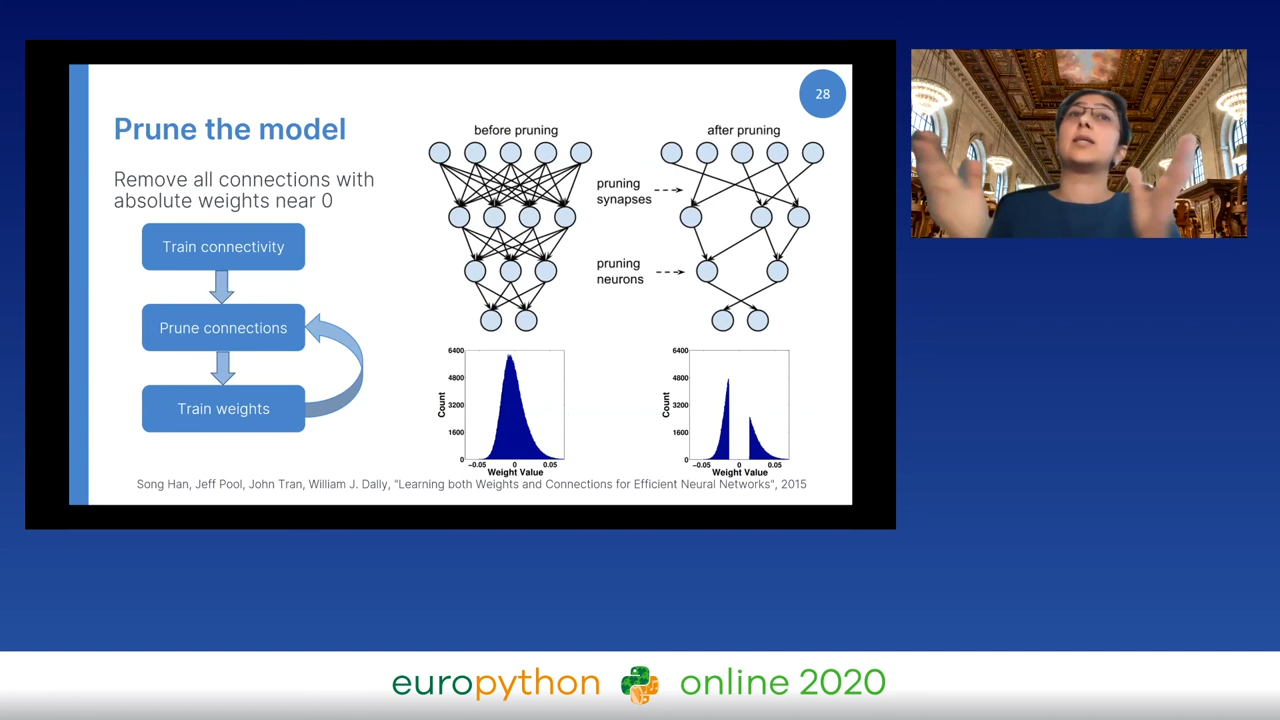 28
Prune the model
Remove all connections with
absolute weights near 0
Train connectivity
Prune connections
Train weights
before pruning
after pruning
pruning
synapses
pruning
neurons
6400
4800
3200
1600
0
Count
−0.05
0
0.05
Weight Value
6400
4800
3200
1600
0
Count
−0.05
0
0.05
Weight Value
Song Han, Jeff Pool, John Tran, William J. Dally, "Learning both Weights and Connections for Efficient Neural Networks", 2015
europython online 2020